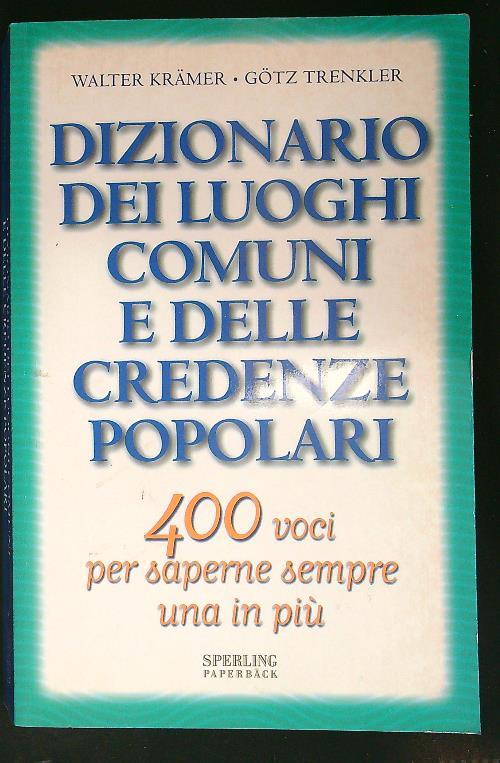 WALTER KRÄMER • GÖTZ TRENKLER
DIZIONARIO
DEI LUOGHI
COMUNI
E DELLE
CREDENZE
POPOLARI
400 voci
per saperne sempre
una in più
SPERLING
PAPERBACK